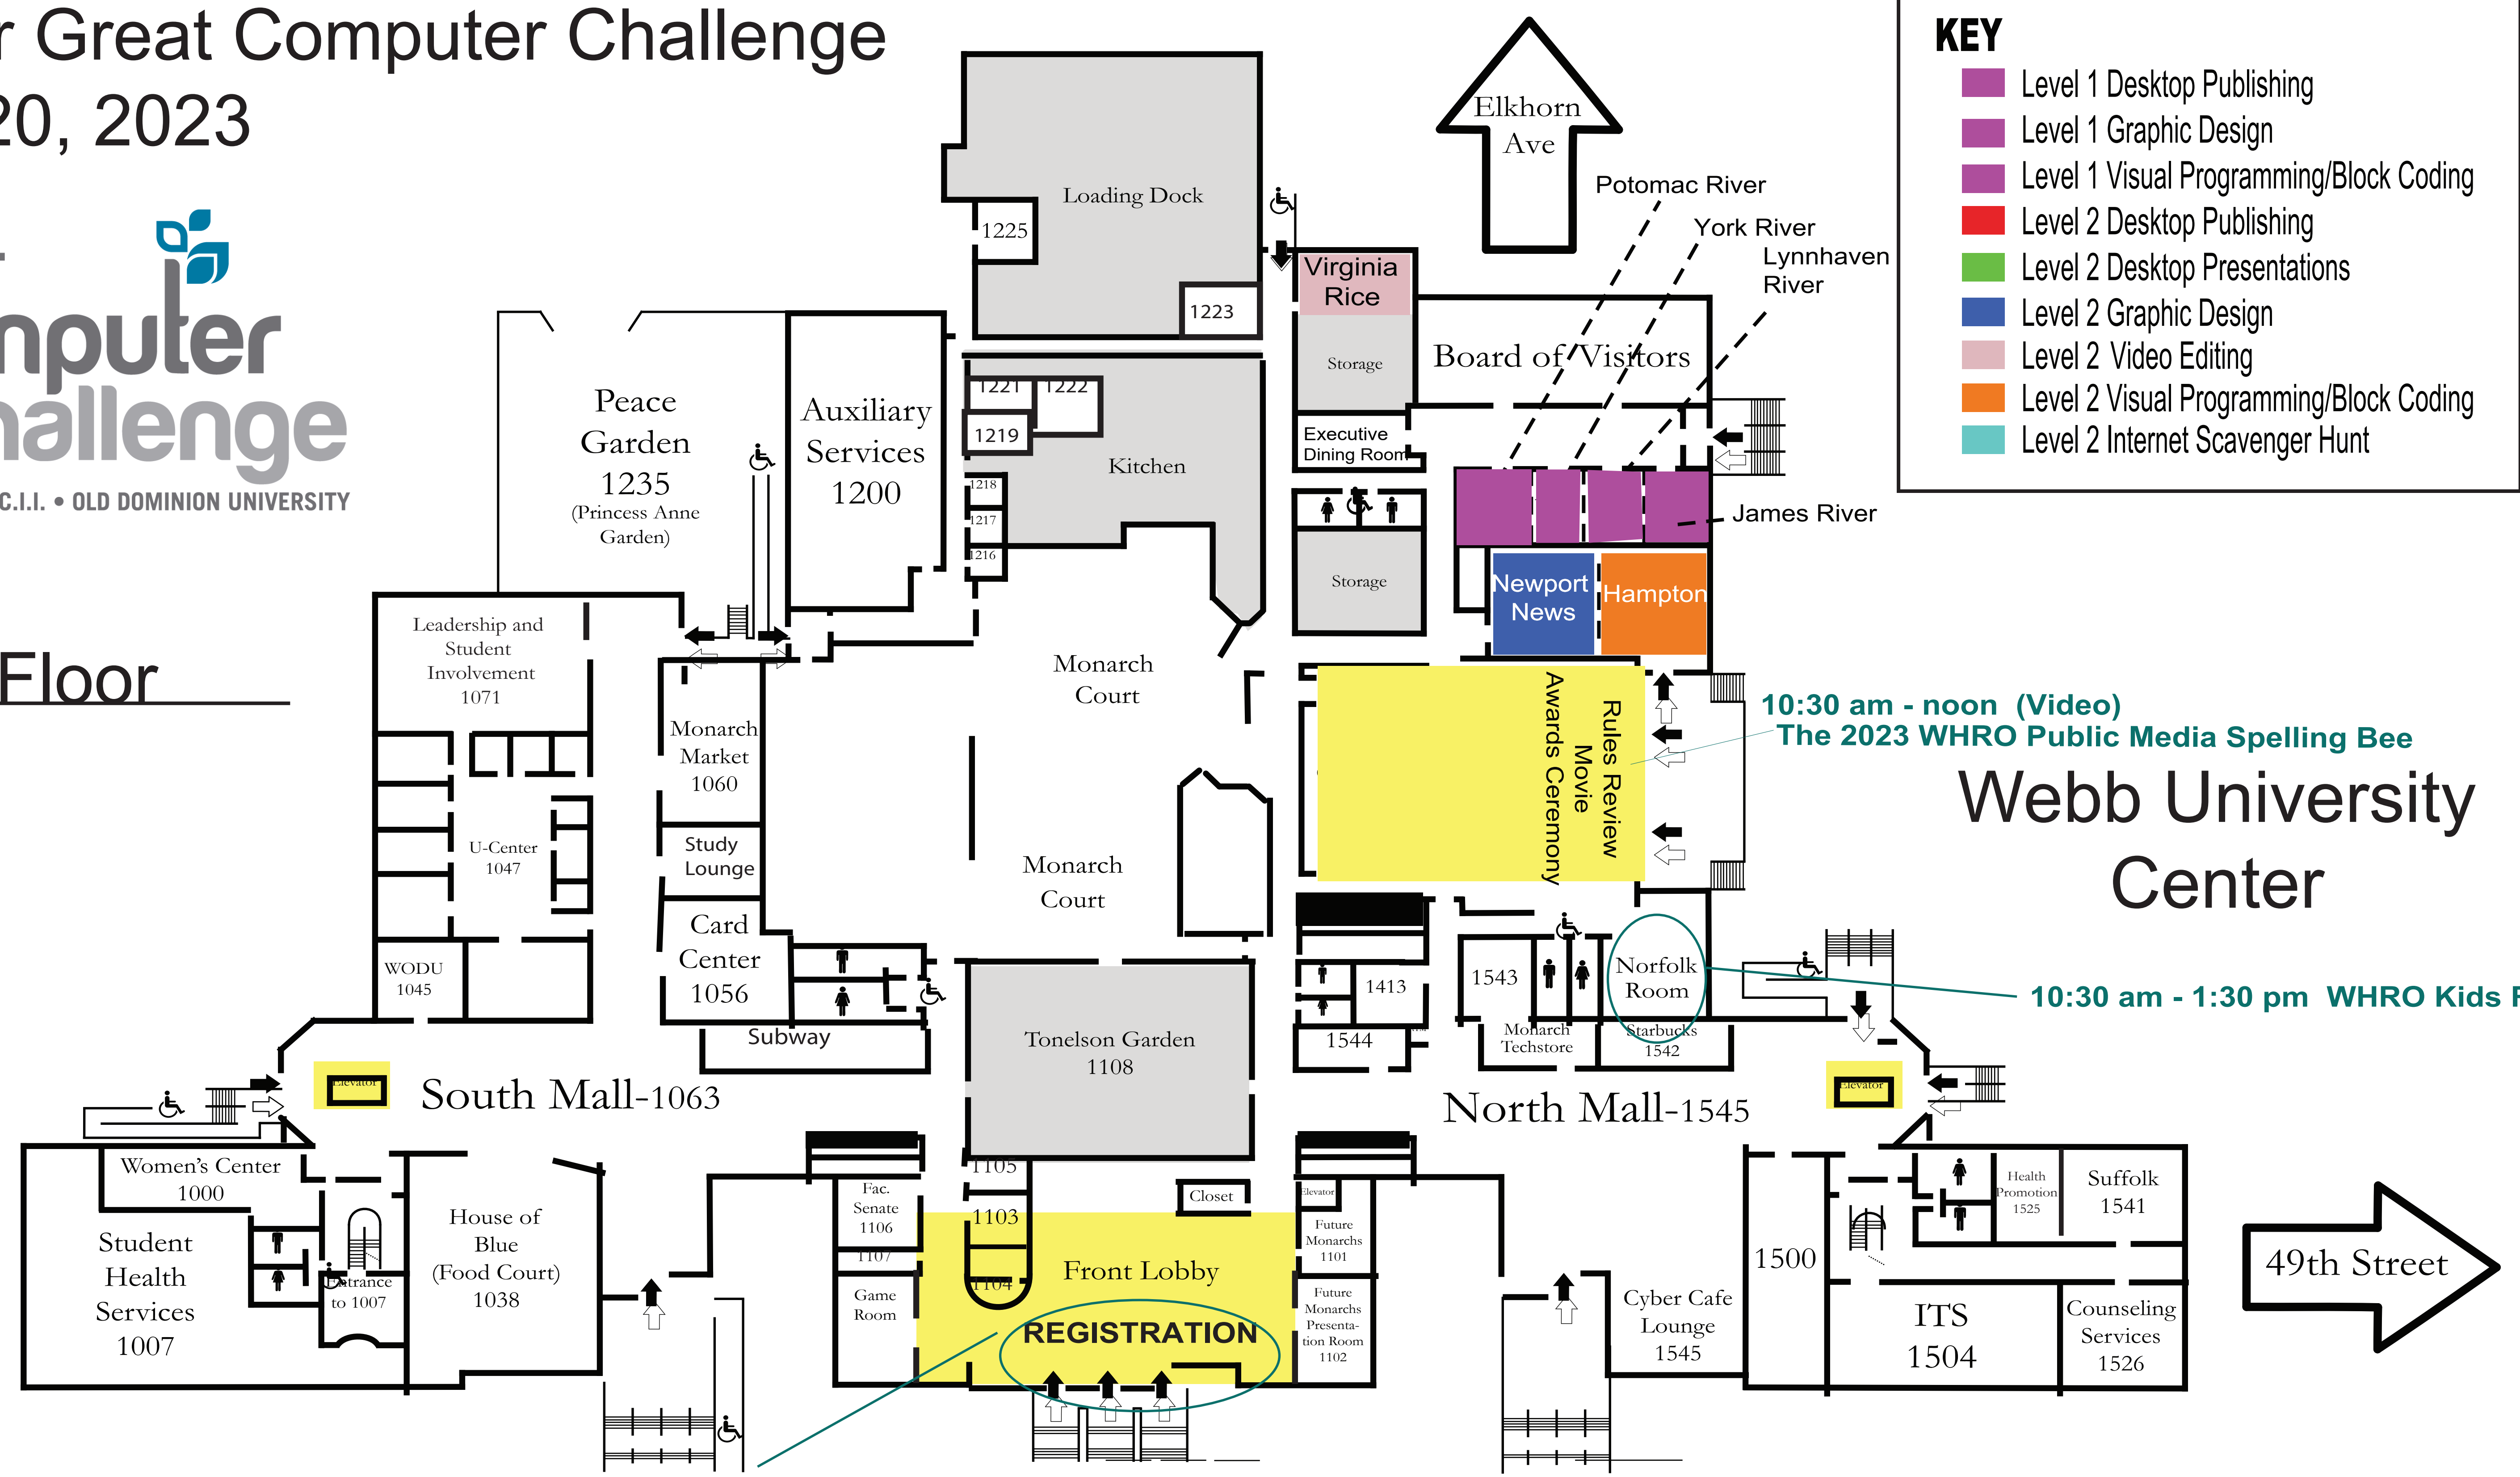 r Great Computer Challenge
20, 2023
mputer
hallenge
C.I.I. • OLD DOMINION UNIVERSITY
Floor
KEY
Level 1 Desktop Publishing
Level 1 Graphic Design
Level 1 Visual Programming/Block Coding
Level 2 Desktop Publishing
Level 2 Desktop Presentations
Level 2 Graphic Design
Level 2 Video Editing
Level 2 Visual Programming/Block Coding
Level 2 Internet Scavenger Hunt
Elkhorn
Ave
Potomac River
York River
Lynnhaven
River
James River
Loading Dock
1225
1223
Virginia
Rice
Storage
Board of Visitors
Executive
Dining Room
Peace
Garden
1235
(Princess Anne
Garden)
Auxiliary
Services
1200
1221
1222
1219
Kitchen
1218
1217
1216
Storage
Newport
News
Hampton
Leadership and
Student
Involvement
1071
Monarch
Court
Monarch
Market
1060
Study
Lounge
U-Center
1047
Monarch
Court
Rules Review
Movie
Awards Ceremony
10:30 am - noon (Video)
The 2023 WHRO Public Media Spelling Bee
Webb University
Center
Card
Center
1056
WODU
1045
Subway
Tonelson Garden
1108
1413
1544
1543
Norfolk
Room
10:30 am - 1:30 pm WHRO Kids
Monarch
Techstore
Starbucks
1542
Elevator
South Mall-1063
North Mall-1545
Elevator
Women's Center
1000
Student
Health
Services
1007
Entrance
to 1007
House of
Blue
(Food Court)
1038
Fac.
Senate
1106
1107
Game
Room
1105
1103
1104
Closet
Front Lobby
REGISTRATION
Elevator
Future
Monarchs
1101
Future
Monarchs
Presenta-
tion Room
1102
Cyber Cafe
Lounge
1545
1500
Health
Promotion
1525
Suffolk
1541
ITS
1504
Counseling
Services
1526
49th Street